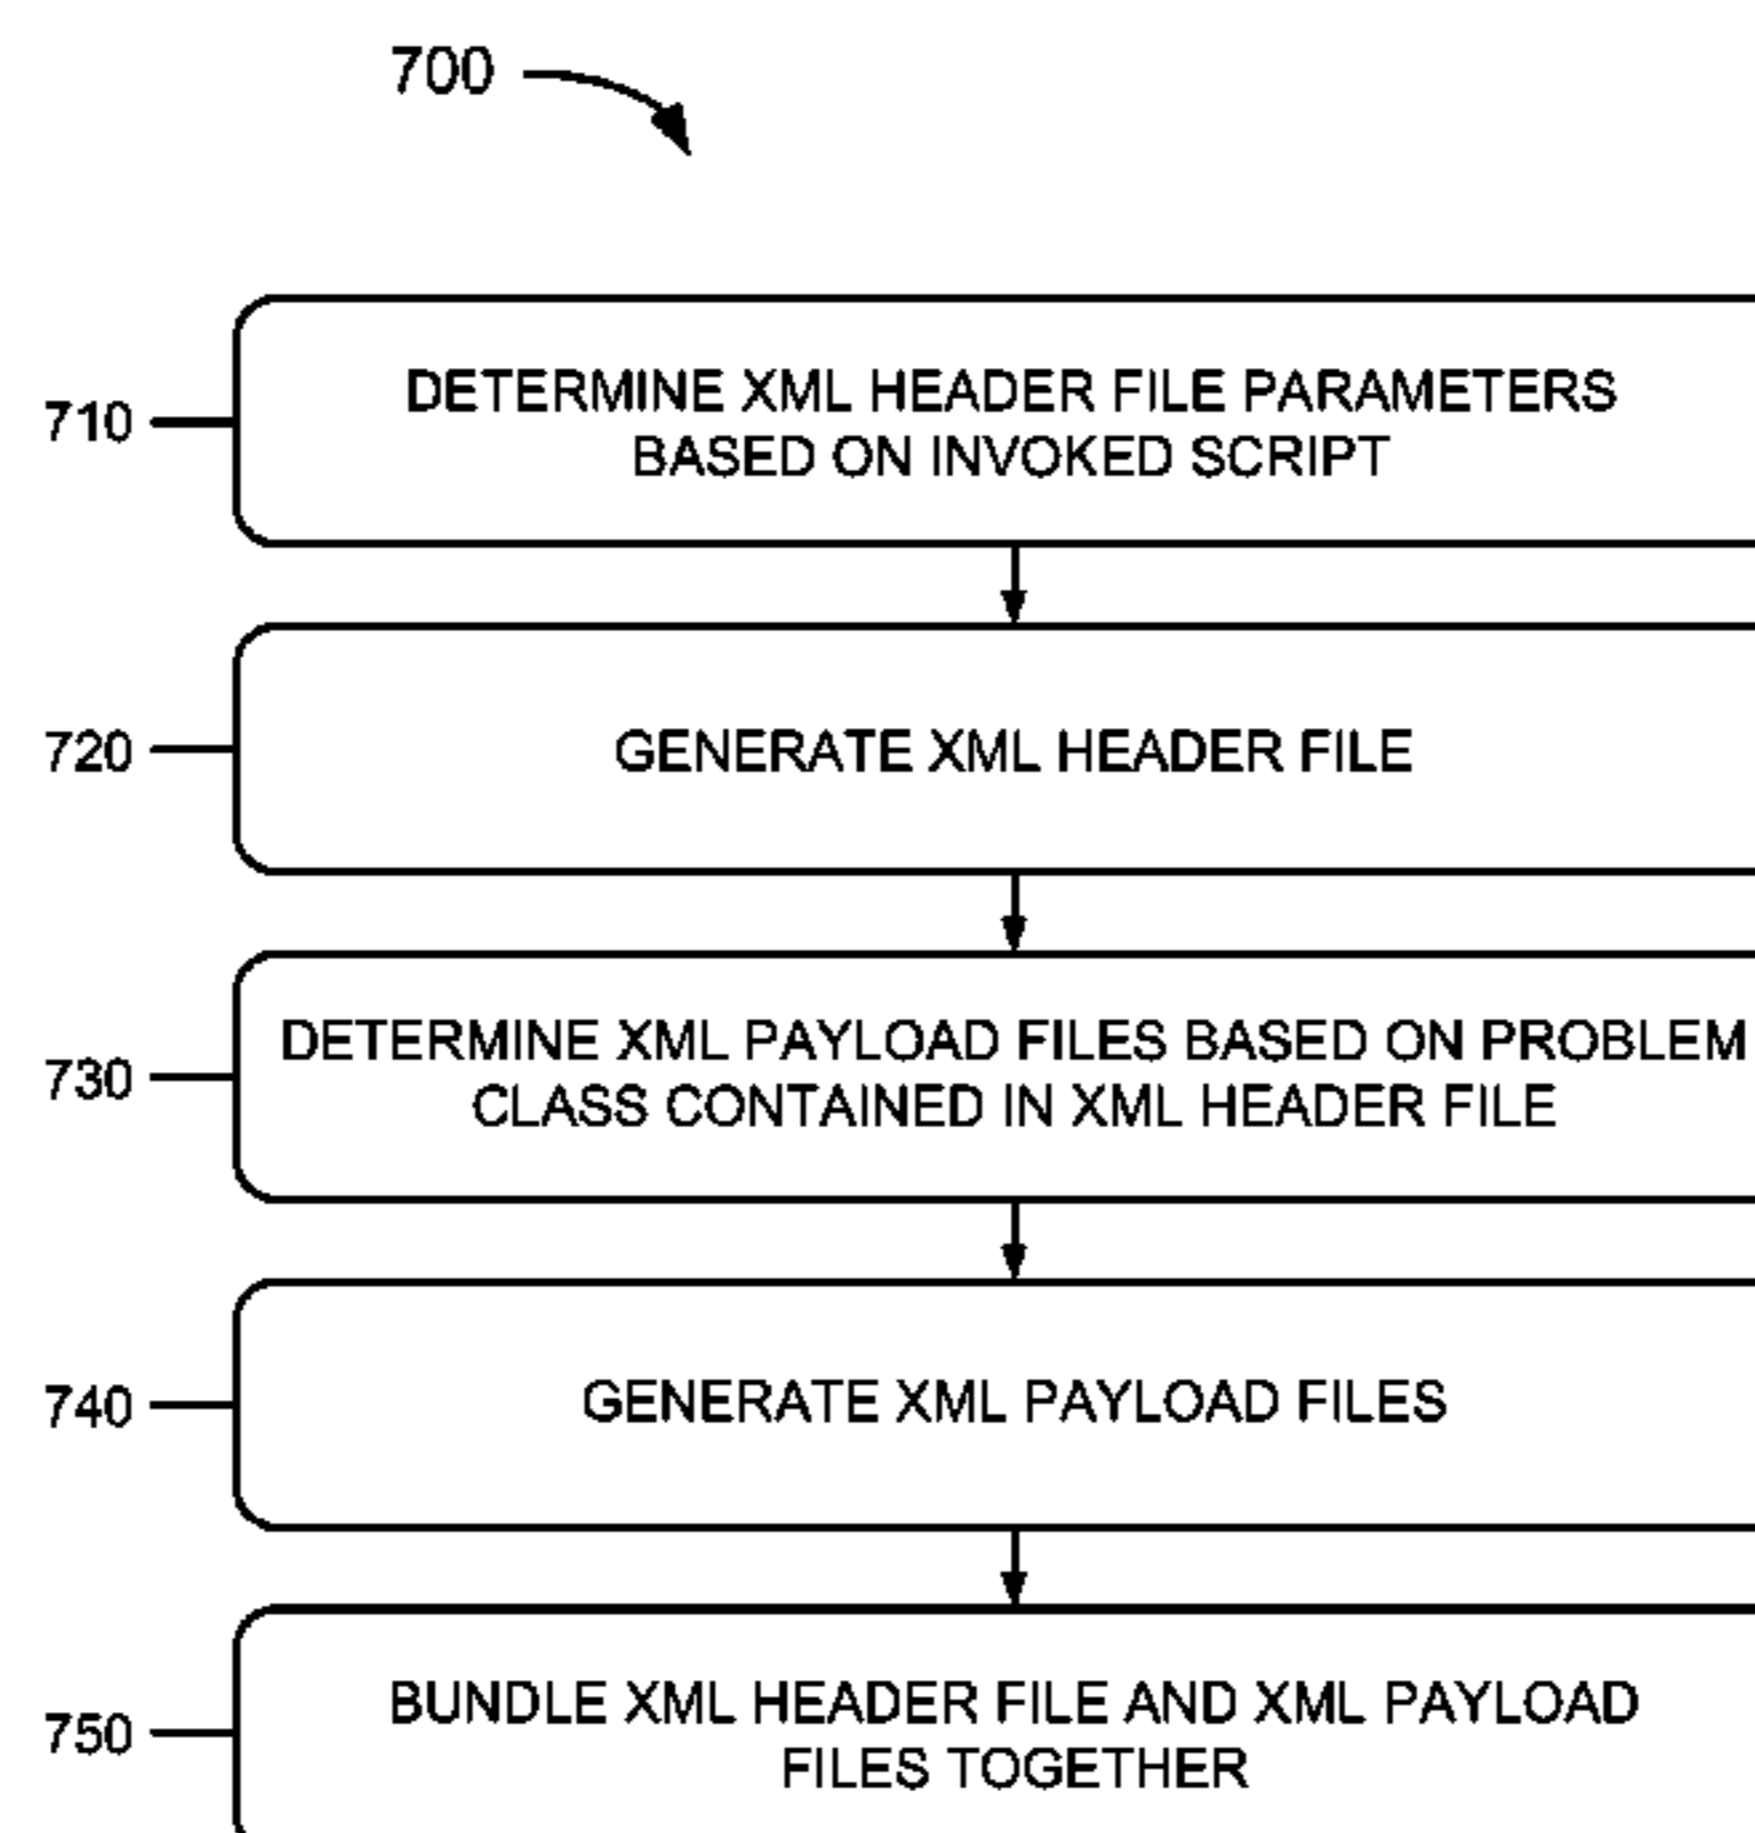 700
710
DETERMINE XML HEADER FILE PARAMETERS
BASED ON INVOKED SCRIPT
720
GENERATE XML HEADER FILE
730
DETERMINE XML PAYLOAD FILES BASED ON PROBLEM
CLASS CONTAINED IN XML HEADER FILE
740
GENERATE XML PAYLOAD FILES
750
BUNDLE XML HEADER FILE AND XML PAYLOAD
FILES TOGETHER